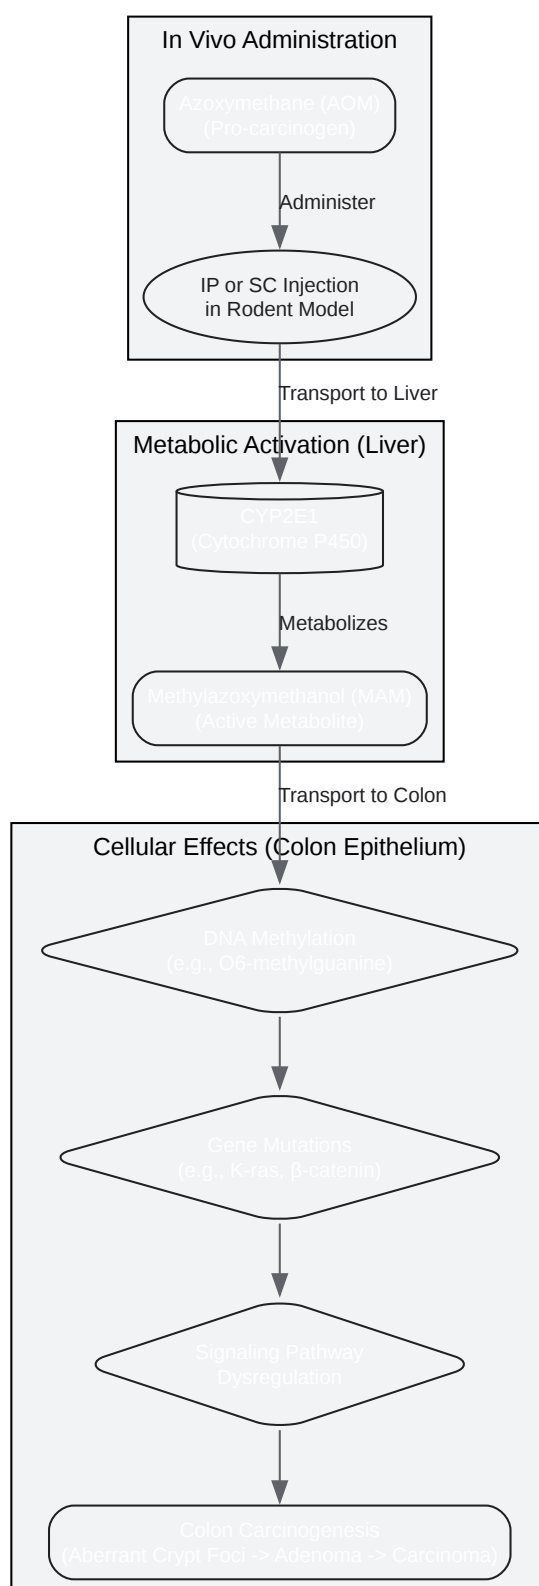 In Vivo Administration
Azoxymethane (AOM)
(Pro-carcinogen)
Administer
IP or SC Injection
in Rodent Model
Transport to Liver
Metabolic Activation (Liver)
CYP2E1
(Cytochrome P450)
Metabolizes
Methylazoxymethanol (MAM)
(Active Metabolite)
Transport to Colon
Cellular Effects (Colon Epithelium)
DNA Methylation
(e.g., O6-methylguanine)
Gene Mutations
(e.g., K-ras, β-catenin)
Signaling Pathway
Dysregulation
Colon Carcinogenesis
(Aberrant Crypt Foci -> Adenoma -> Carcinoma)